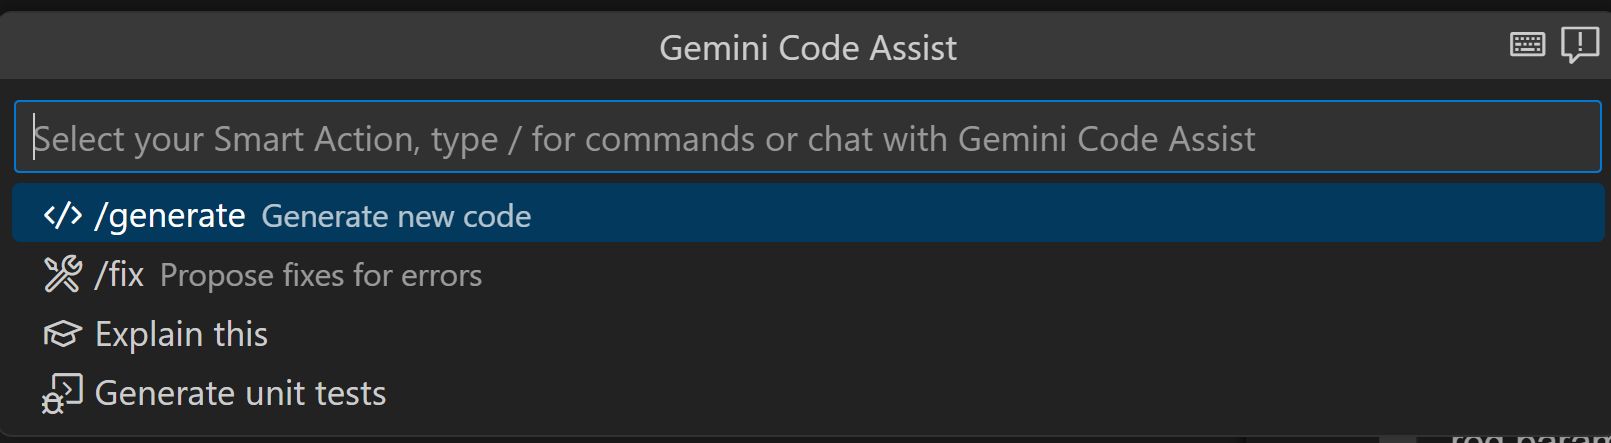 Gemini Code Assist
Select your Smart Action, type / for commands or chat with Gemini Code Assist
/generate Generate new code
/fix Propose fixes for errors
Explain this
Generate unit tests